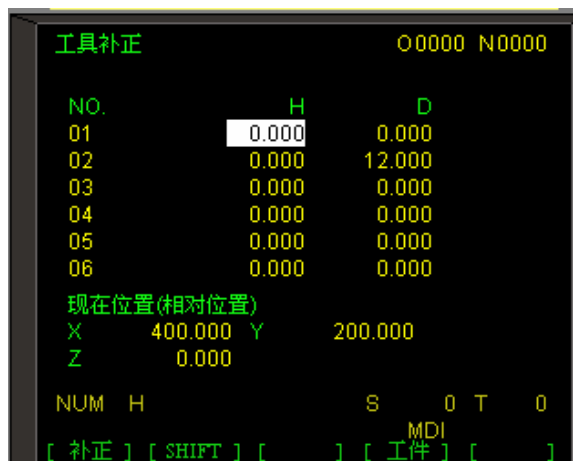 工具补正 O0000 N0000
NO. H D
01 0.000 0.000
02 0.000 12.000
03 0.000 0.000
04 0.000 0.000
05 0.000 0.000
06 0.000 0.000
现在位置(相对位置)
X 400.000 Y 200.000
Z 0.000
NUM H S 0 T 0
MDI
[ 补正 ] [ SHIFT ] [ ] [ 工件 ] [ ]